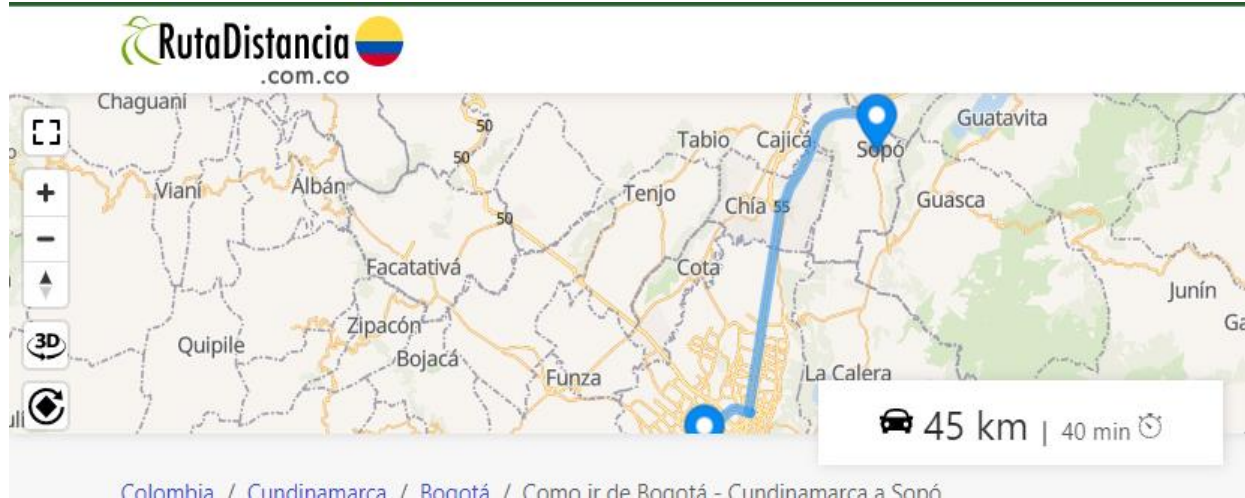 RutaDistancia
.com.co
Chaguaní
50
Tabio
Cajicá
Guatavita
50
Sopó
Vianí
Albán
Tenjo
Chía
55
Guasca
50
Facatativá
Cota
Junín
3D
Quipile
Zipacón
Bojacá
Funza
La Calera
45 km | 40 min
Colombia / Cundinamarca / Bogotá / Como ir de Bogotá - Cundinamarca a Sopó